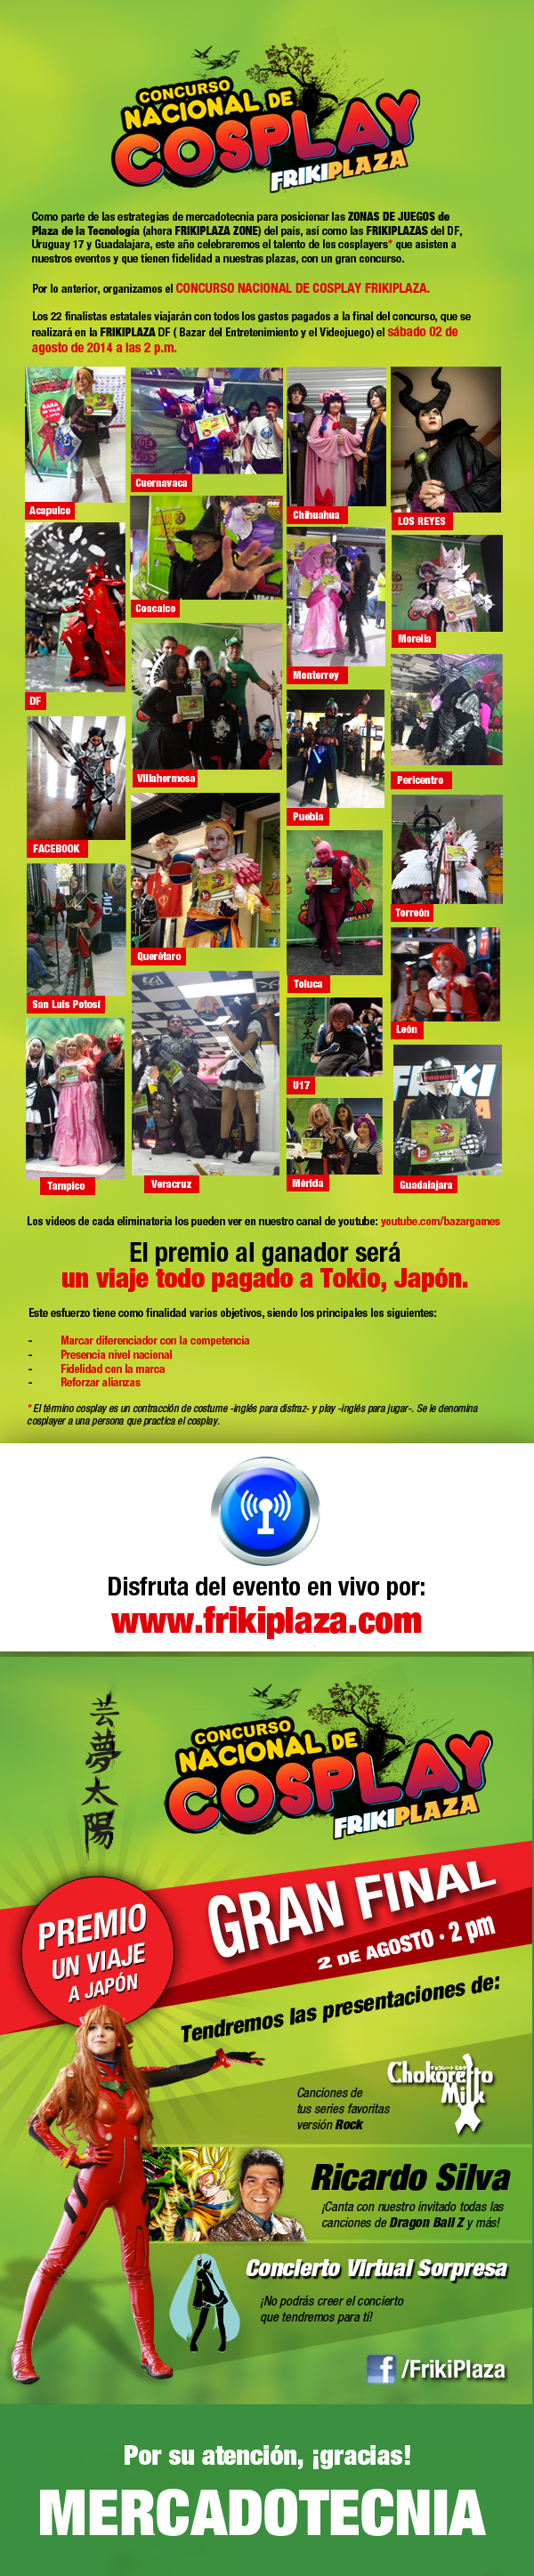 CONCURSO
NACIONAL DE
COSPLAY
FRIKIPLAZA
Como parte de las estrategias de mercadotecnia para posicionar las ZONAS DE JUEGOS de
Plaza de la Tecnología (ahora FRIKIPLAZA ZONE) del país, así como las FRIKIPLAZAS del DF,
Uruguay 17 y Guadalajara, este año celebraremos el talento de los cosplayers* que asisten a
nuestros eventos y que tienen fidelidad a nuestras plazas, con un gran concurso.
Por lo anterior, organizamos el CONCURSO NACIONAL DE COSPLAY FRIKIPLAZA.
Los 22 finalistas estatales viajarán con todos los gastos pagados a la final del concurso, que se
realizará en la FRIKIPLAZA DF ( Bazar del Entretenimiento y el Videojuego) el sábado 02 de
agosto de 2014 a las 2 p.m.
Acapulco
Cuernavaca
Chihuahua
LOS REYES
DF
Coacalco
Monterrey
Morelia
Villahermosa
Puebla
Pericentro
FACEBOOK
Querétaro
Toluca
Torreón
San Luis Potosí
U17
León
Tampico
Veracruz
Mérida
Guadalajara
Los videos de cada eliminatoria los pueden ver en nuestro canal de youtube: youtube.com/bazargames
El premio al ganador será
un viaje todo pagado a Tokio, Japón.
Este esfuerzo tiene como finalidad varios objetivos, siendo los principales los siguientes:
- Marcar diferenciador con la competencia
- Presencia nivel nacional
- Fidelidad con la marca
- Reforzar alianzas
* El término cosplay es un contracción de costume -inglés para disfraz- y play -inglés para jugar-. Se le denomina
cosplayer a una persona que practica el cosplay.
Disfruta del evento en vivo por:
www.frikiplaza.com
芸夢太陽
CONCURSO
NACIONAL DE
COSPLAY
FRIKIPLAZA
PREMIO
UN VIAJE
A JAPÓN
GRAN FINAL
2 DE AGOSTO · 2 pm
Tendremos las presentaciones de:
Canciones de
tus series favoritas
versión Rock
チョコレートミルク
Chokoretto
Milk
Ricardo Silva
¡Canta con nuestro invitado todas las
canciones de Dragon Ball Z y más!
Concierto Virtual Sorpresa
¡No podrás creer el concierto
que tendremos para tí!
/FrikiPlaza
Por su atención, ¡gracias!
MERCADOTECNIA